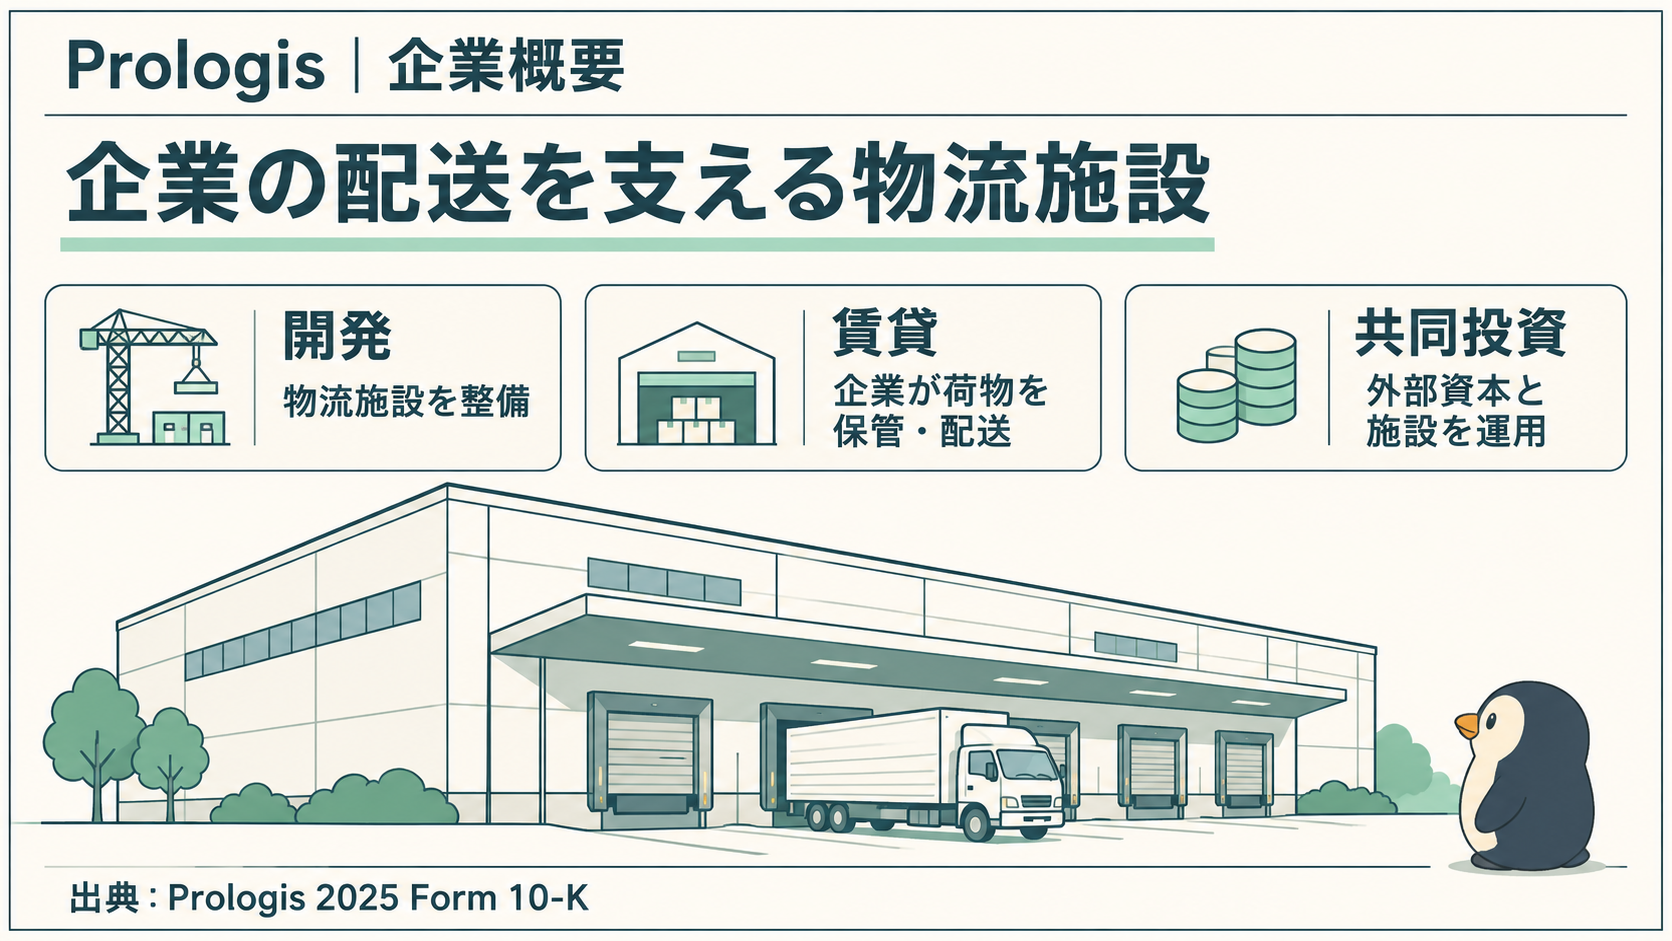 Prologis｜企業概要
企業の配送を支える物流施設
開発
物流施設を整備
賃貸
企業が荷物を
保管・配送
共同投資
外部資本と
施設を運用
出典：Prologis 2025 Form 10-K